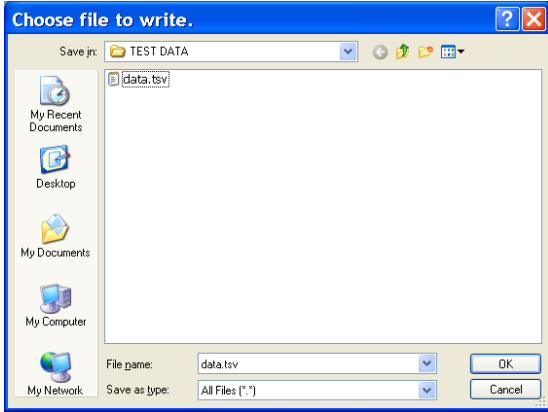 Choose file to write.
Save in: TEST DATA
data.tsv
My Recent
Documents
Desktop
My Documents
My Computer
My Network
File name: data.tsv OK
Save as type: All Files (*.*) Cancel